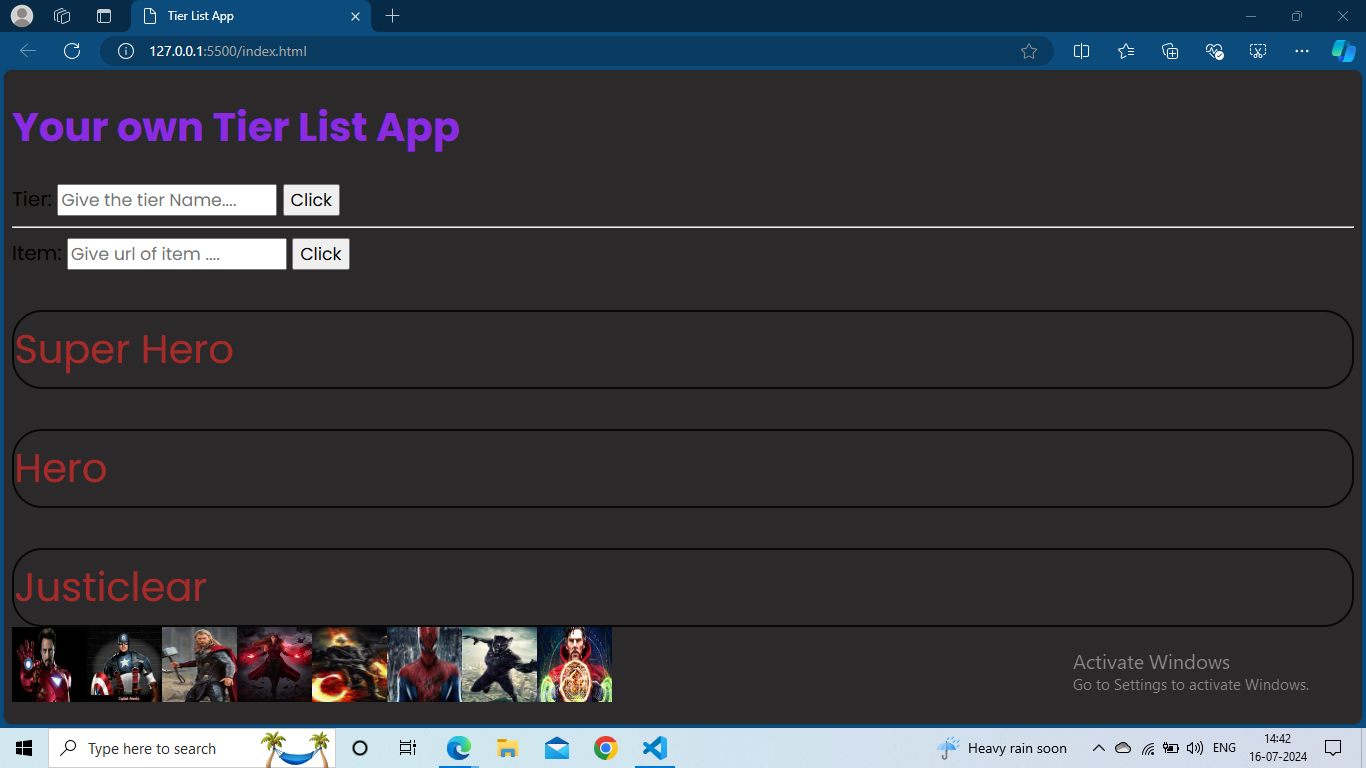 Tier List App
127.0.0.1:5500/index.html
Your own Tier List App
Tier: Give the tier Name.... Click
Item: Give url of item .... Click
Super Hero
Hero
Justiclear
Activate Windows
Go to Settings to activate Windows.
Type here to search
Heavy rain soon
ENG
14:42
16-07-2024